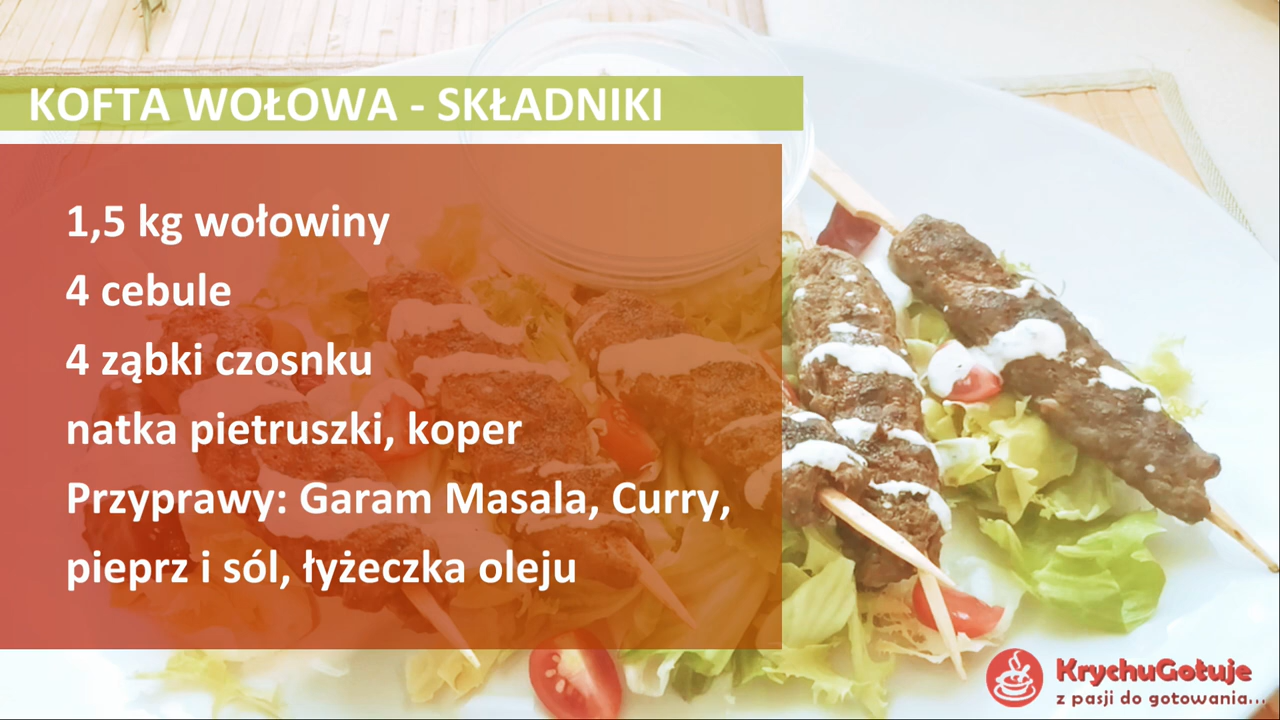 KOFTA WOŁOWA - SKŁADNIKI
1,5 kg wołowiny
4 cebule
4 ząbki czosnku
natka pietruszki, koper
Przyprawy: Garam Masala, Curry,
pieprz i sól, łyżeczka oleju
KrychuGotuje
z pasji do gotowania...